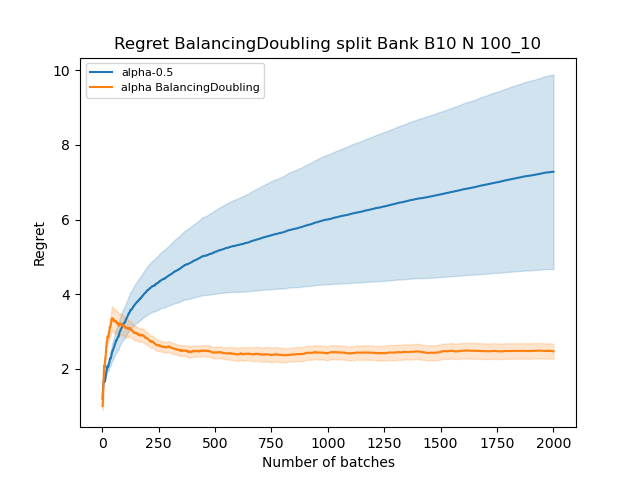 Regret BalancingDoubling split Bank B10 N 100_10
alpha-0.5
alpha BalancingDoubling
10
8
6
4
2
Regret
0 250 500 750 1000 1250 1500 1750 2000
Number of batches